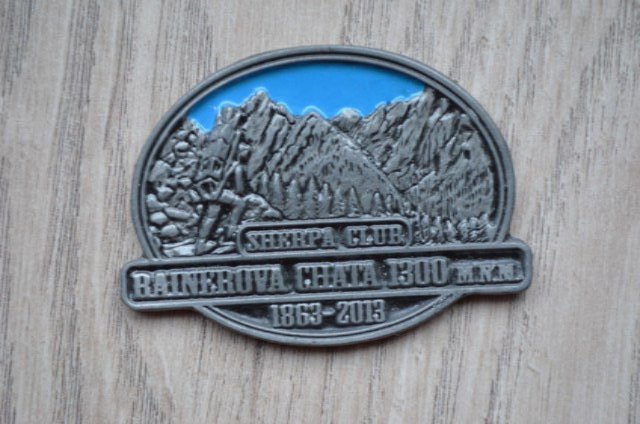 SHERPA CLUB
RAINEROVA CHATA 1300 M.N.M.
1863-2013